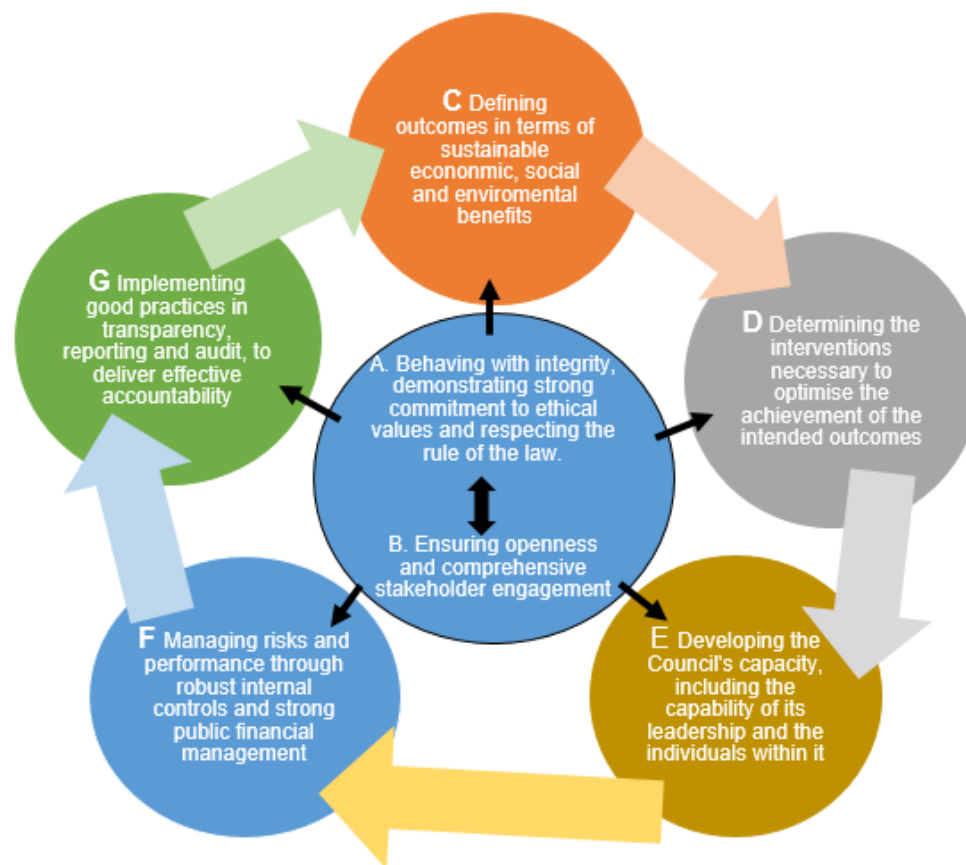 C Defining
outcomes in terms of
sustainable
econonmic, social
and enviromental
benefits
D Determining the
interventions
necessary to
optimise the
achievement of the
intended outcomes
E Developing the
Council's capacity,
including the
capability of its
leadership and the
individuals within it
F Managing risks and
performance through
robust internal
controls and strong
public financial
management
G Implementing
good practices in
transparency,
reporting and audit, to
deliver effective
accountability
A. Behaving with integrity,
demonstrating strong
commitment to ethical
values and respecting the
rule of the law.
B. Ensuring openness
and comprehensive
stakeholder engagement